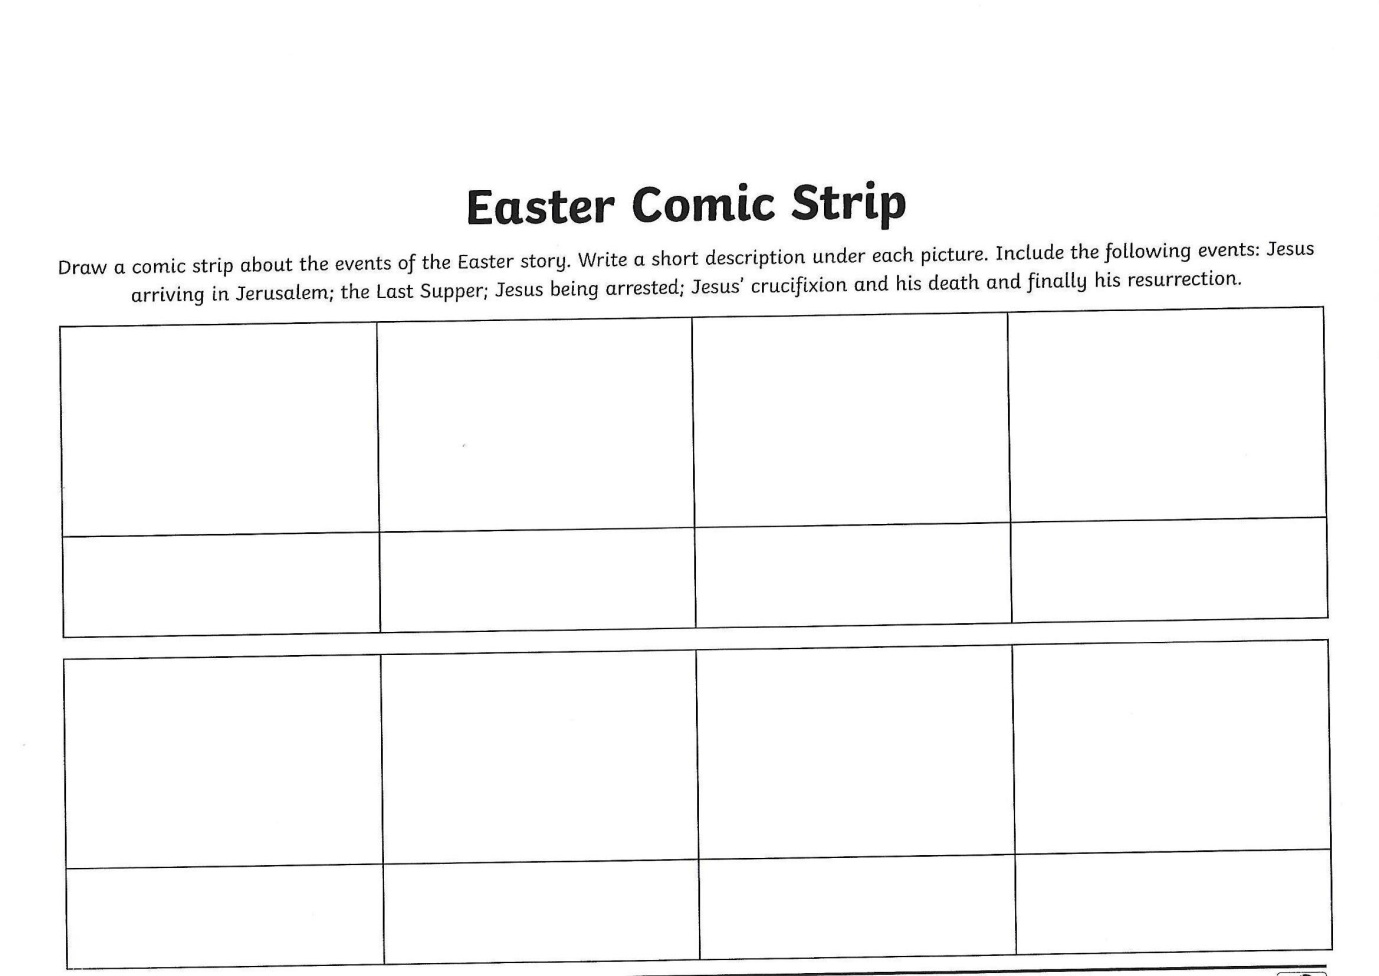 Easter Comic Strip
Draw a comic strip about the events of the Easter story. Write a short description under each picture. Include the following events: Jesus
arriving in Jerusalem; the Last Supper; Jesus being arrested; Jesus' crucifixion and his death and finally his resurrection.